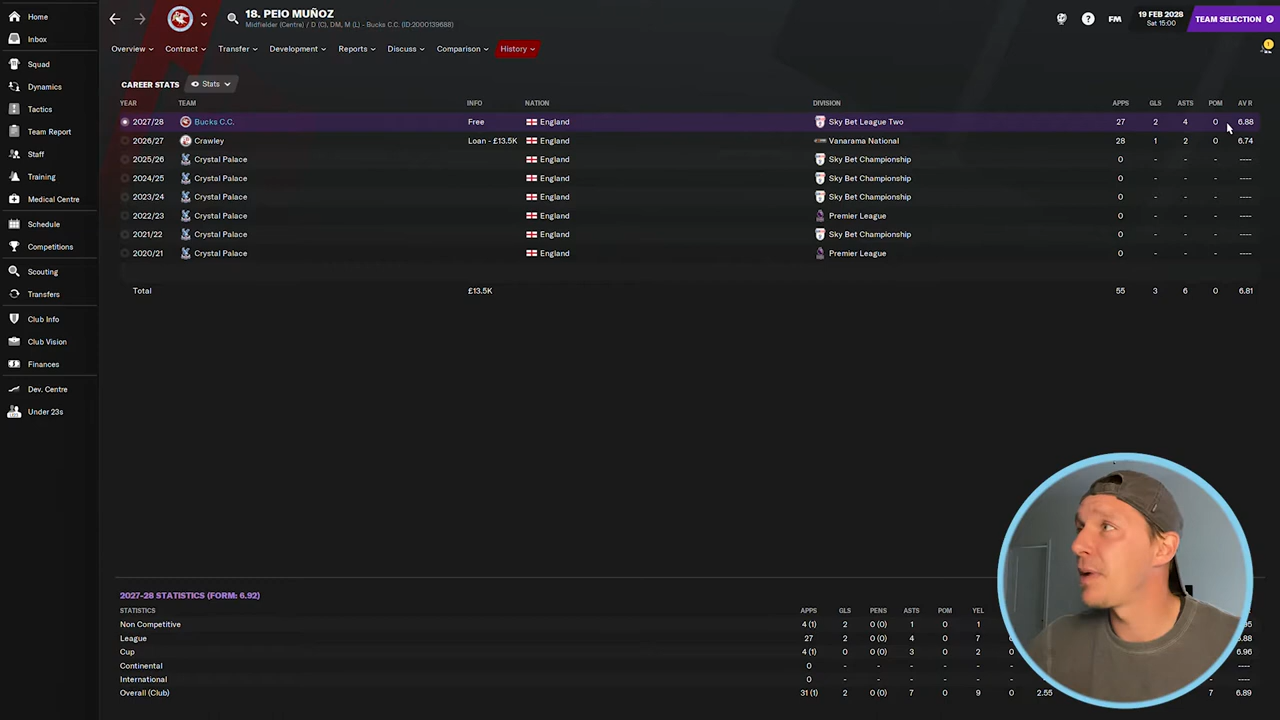 Home
Inbox
Squad
Dynamics
Tactics
Team Report
Staff
Training
Medical Centre
Schedule
Competitions
Scouting
Transfers
Club Info
Club Vision
Finances
Dev. Centre
Under 23s
18. PEIO MUÑOZ
Midfielder (Centre) / D (C), DM, M (L) - Bucks C.C. (ID:2000139688)
? FM 19 FEB 2028 TEAM SELECTION
Sat 15:00
Overview Contract Transfer Development Reports Discuss Comparison History
CAREER STATS Stats
YEAR TEAM INFO NATION DIVISION APPS GLS ASTS POM AV R
2027/28 Bucks C.C. Free England Sky Bet League Two 27 2 4 0 6.88
2026/27 Crawley Loan - £13.5K England Vanarama National 28 1 2 0 6.74
2025/26 Crystal Palace England Sky Bet Championship 0 - - - ----
2024/25 Crystal Palace England Sky Bet Championship 0 - - - ----
2023/24 Crystal Palace England Sky Bet Championship 0 - - - ----
2022/23 Crystal Palace England Premier League 0 - - - ----
2021/22 Crystal Palace England Sky Bet Championship 0 - - - ----
2020/21 Crystal Palace England Premier League 0 - - - ----
Total £13.5K 55 3 6 0 6.81
2027-28 STATISTICS (FORM: 6.92)
STATISTICS APPS GLS PENS ASTS POM YEL
Non Competitive 4 (1) 2 0 (0) 1 0 1
League 27 2 0 (0) 4 0 7
Cup 4 (1) 0 0 (0) 3 0 2 6.96
Continental 0 - - - - - ----
International 0 - - - - - ----
Overall (Club) 31 (1) 2 0 (0) 7 0 9 0 2.55 7 6.89